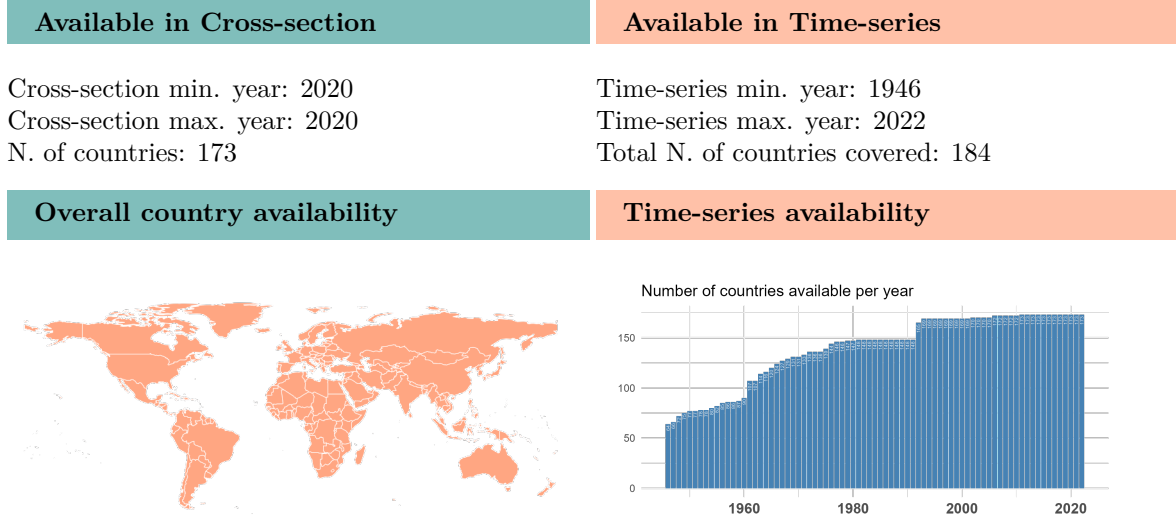 Available in Cross-section
Available in Time-series
Cross-section min. year: 2020
Cross-section max. year: 2020
N. of countries: 173
Time-series min. year: 1946
Time-series max. year: 2022
Total N. of countries covered: 184
Overall country availability
Time-series availability
Number of countries available per year
150
100
50
0
1960 1980 2000 2020